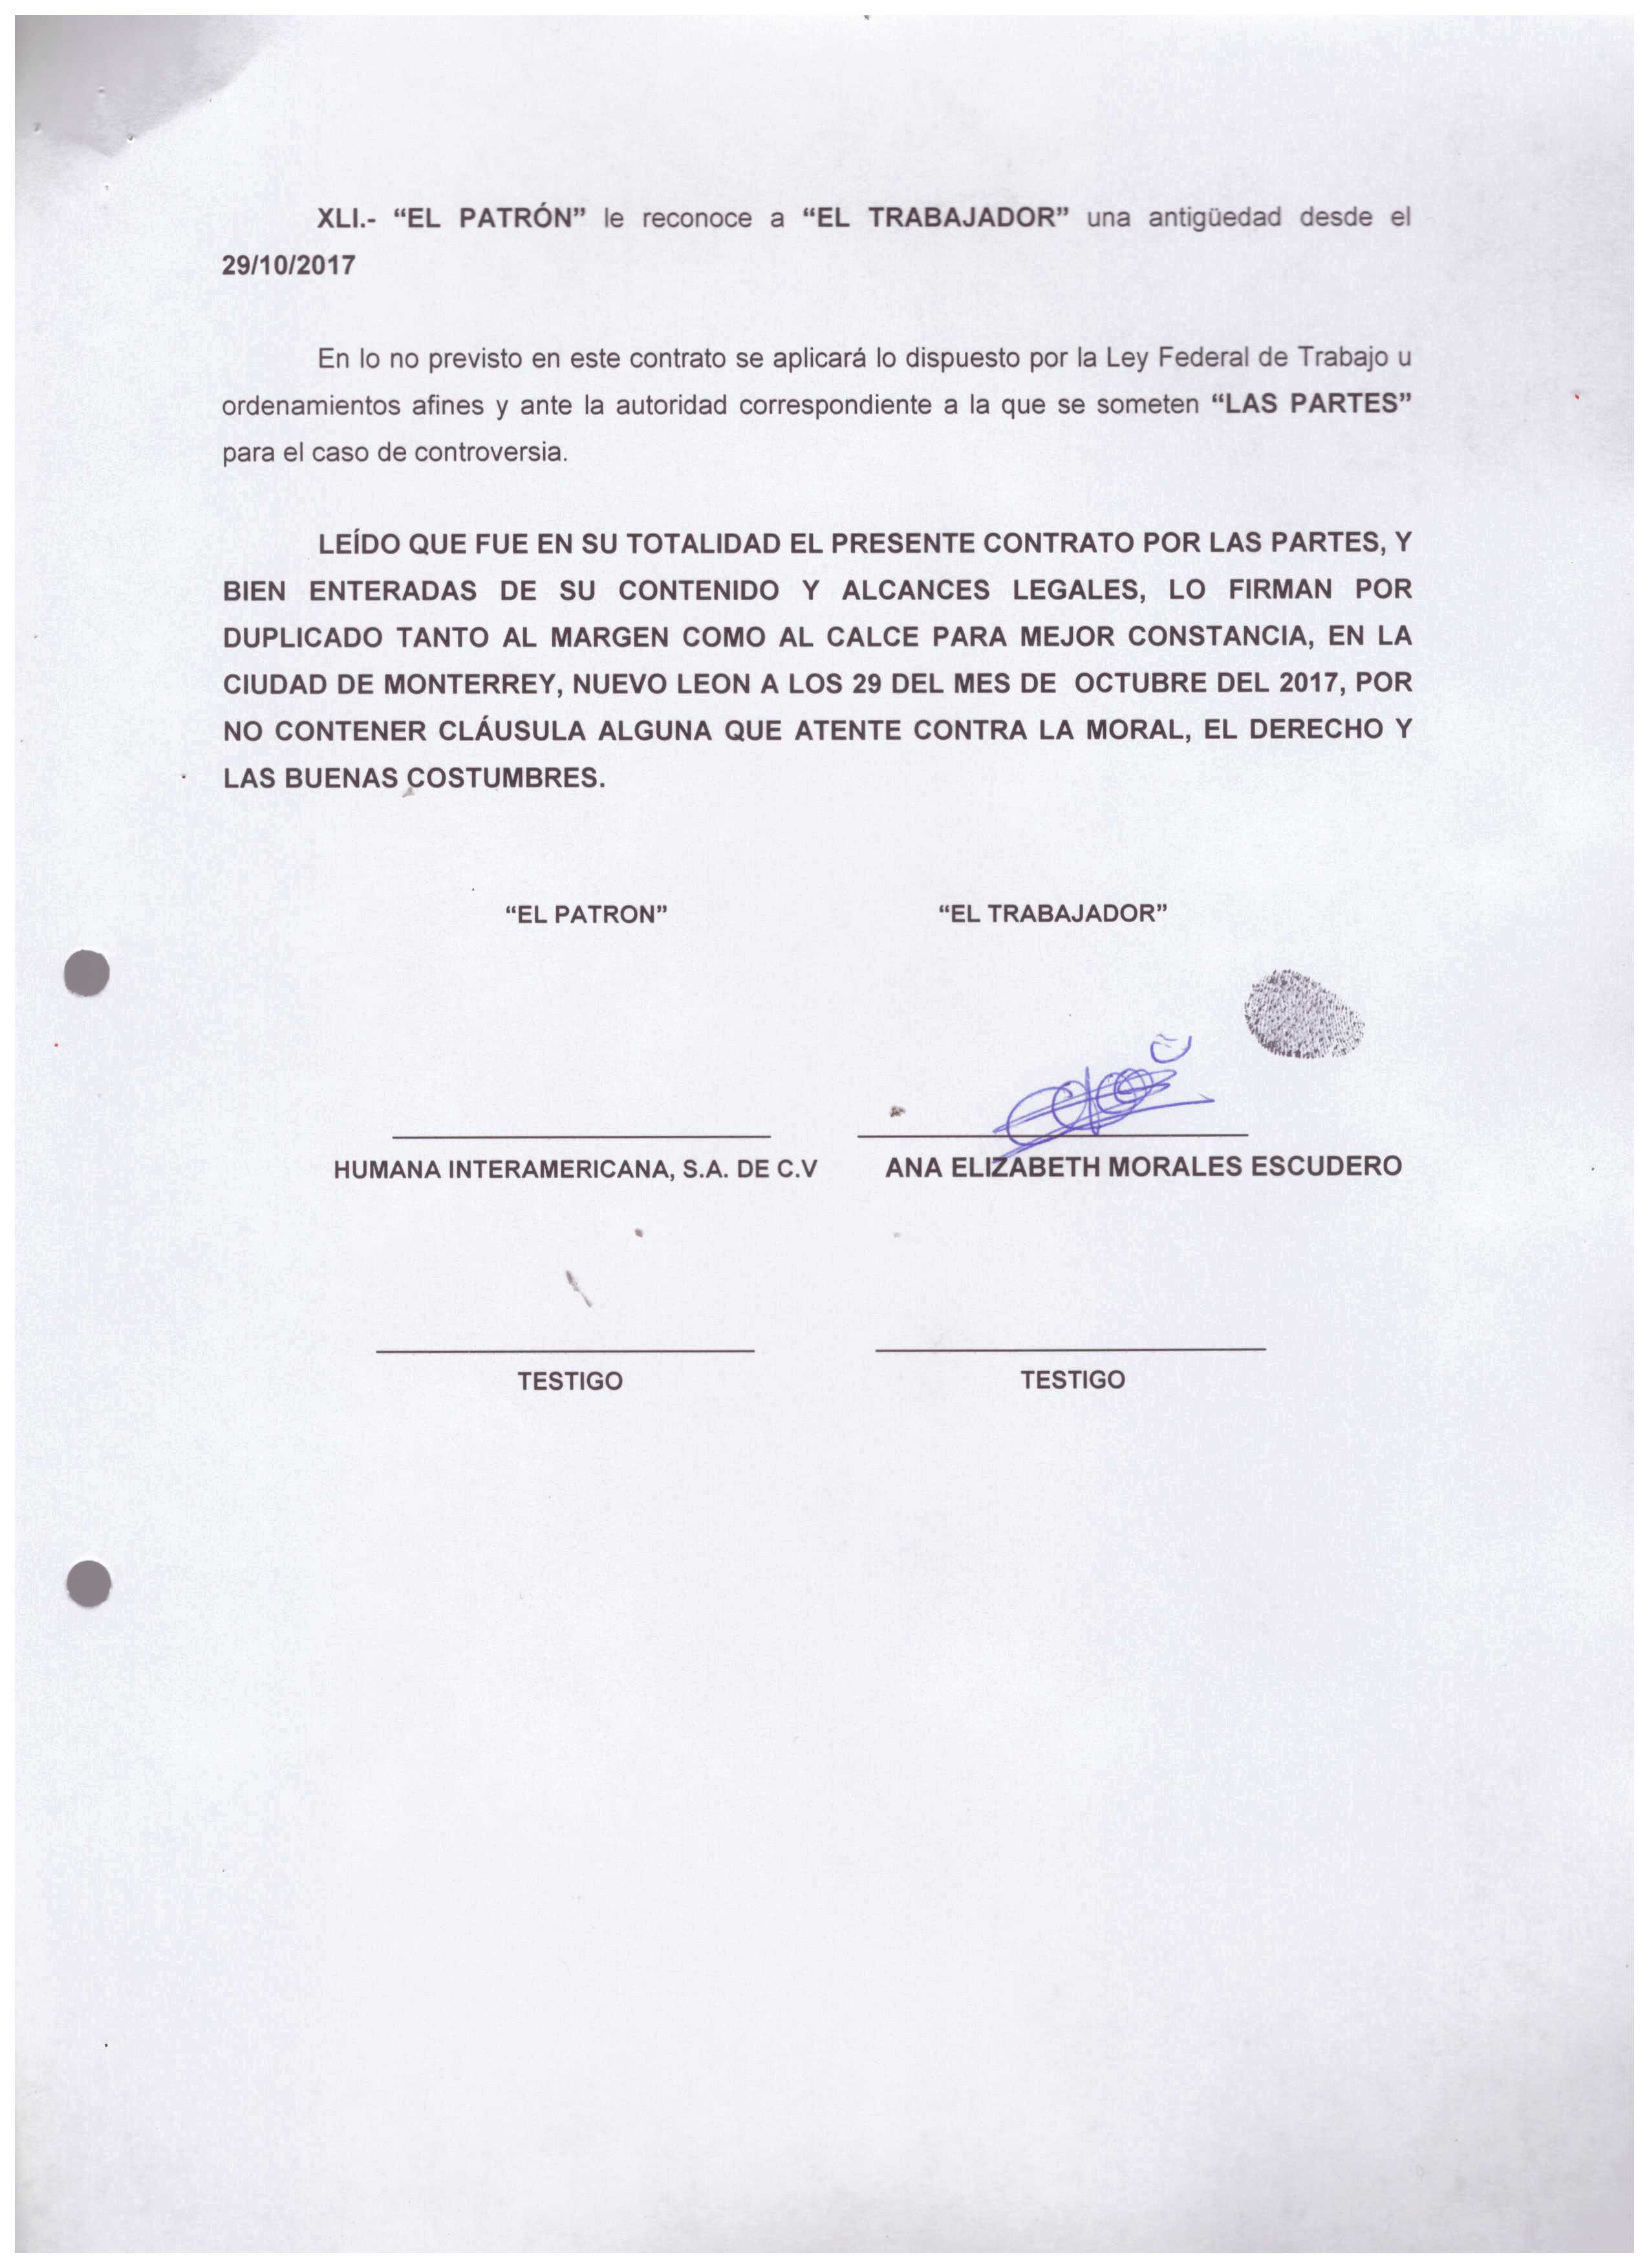 XLI.- “EL PATRÓN” le reconoce a “EL TRABAJADOR” una antigüedad desde el
29/10/2017
En lo no previsto en este contrato se aplicará lo dispuesto por la Ley Federal de Trabajo u
ordenamientos afines y ante la autoridad correspondiente a la que se someten “LAS PARTES”
para el caso de controversia.
LEÍDO QUE FUE EN SU TOTALIDAD EL PRESENTE CONTRATO POR LAS PARTES, Y
BIEN ENTERADAS DE SU CONTENIDO Y ALCANCES LEGALES, LO FIRMAN POR
DUPLICADO TANTO AL MARGEN COMO AL CALCE PARA MEJOR CONSTANCIA, EN LA
CIUDAD DE MONTERREY, NUEVO LEON A LOS 29 DEL MES DE OCTUBRE DEL 2017, POR
NO CONTENER CLÁUSULA ALGUNA QUE ATENTE CONTRA LA MORAL, EL DERECHO Y
LAS BUENAS COSTUMBRES.
“EL PATRON” “EL TRABAJADOR”
HUMANA INTERAMERICANA, S.A. DE C.V ANA ELIZABETH MORALES ESCUDERO
TESTIGO TESTIGO